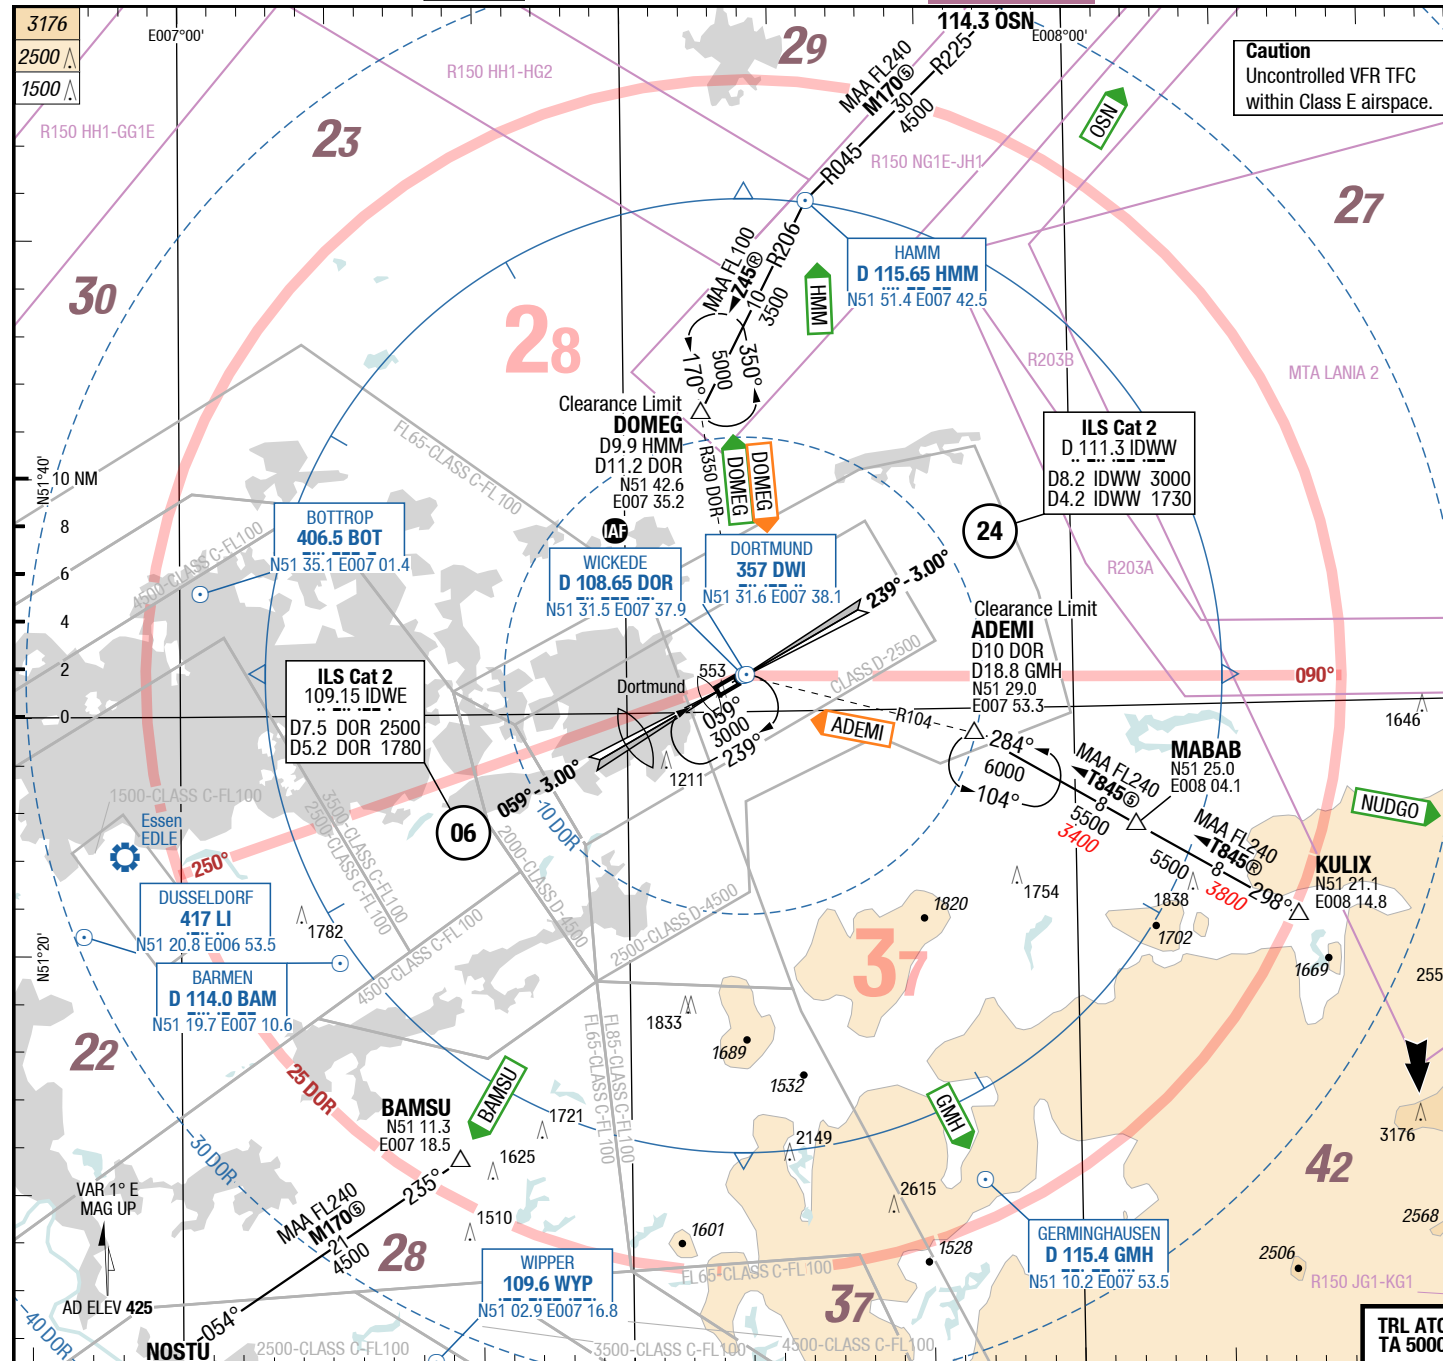 3176
2500
1500
E007°00'
114.3 OSN
E008°00'
Caution
Uncontrolled VFR TFC
within Class E airspace.
29
R150 HH1-HG2
MAA FL240
M170⑤
30
4500
R225
OSN
R150 HH1-GG1E
23
R045
R150 NG1E-JH1
27
HAMM
D 115.65 HMM
N51 51.4 E007 42.5
MAA FL100
Z45Ⓡ
10
3500
R206
HMM
30
28
170°
5000
350°
R203B
MTA LANIA 2
Clearance Limit
DOMEG
D9.9 HMM
D11.2 DOR
N51 42.6
E007 35.2
IAF
R350 DOR
DOMEG
DOMEG
FL65-CLASS C-FL100
ILS Cat 2
D 111.3 IDWW
D8.2 IDWW 3000
D4.2 IDWW 1730
24
N51°40'
10 NM
8
6
4
2
0
BOTTROP
406.5 BOT
N51 35.1 E007 01.4
4500-CLASS C-FL100
WICKEDE
D 108.65 DOR
N51 31.5 E007 37.9
DORTMUND
357 DWI
N51 31.6 E007 38.1
239°-3.00°
R203A
Clearance Limit
ADEMI
D10 DOR
D18.8 GMH
N51 29.0
E007 53.3
CLASS D-2500
090°
ILS Cat 2
109.15 IDWE
D7.5 DOR 2500
D5.2 DOR 1780
06
Dortmund
553
059°
3000
239°
1211
059°-3.00°
R104
ADEMI
284°
6000
104°
1646
MABAB
N51 25.0
E008 04.1
MAA FL240
T845⑤
8
5500
3400
NUDGO
MAA FL240
T845Ⓡ
8
5500
3800
298°
KULIX
N51 21.1
E008 14.8
1500-CLASS C-FL100
3500-CLASS C-FL100
2500-CLASS C-FL100
2000-CLASS D-4500
10 DOR
Essen
EDLE
250°
DUSSELDORF
417 LI
N51 20.8 E006 53.5
1782
4500-CLASS C-FL100
2500-CLASS D-4500
1754
1838
1820
1702
1669
255
N51°20'
BARMEN
D 114.0 BAM
N51 19.7 E007 10.6
37
1833
1689
1532
FL85-CLASS C-FL100
FL65-CLASS C-FL100
22
25 DOR
BAMSU
N51 11.3
E007 18.5
BAMSU
1721
1625
2149
GMH
3176
42
30 DOR
VAR 1° E
MAG UP
AD ELEV 425
MAA FL240
M170⑤
21
4500
235°
28
1510
1601
2615
1528
GERMINGHAUSEN
D 115.4 GMH
N51 10.2 E007 53.5
2568
2506
R150 JG1-KG1
WIPPER
109.6 WYP
N51 02.9 E007 16.8
FL65-CLASS C-FL100
37
054°
NOSTU
40 DOR
2500-CLASS C-FL100
3500-CLASS C-FL100
4500-CLASS C-FL100
TRL ATC
TA 5000